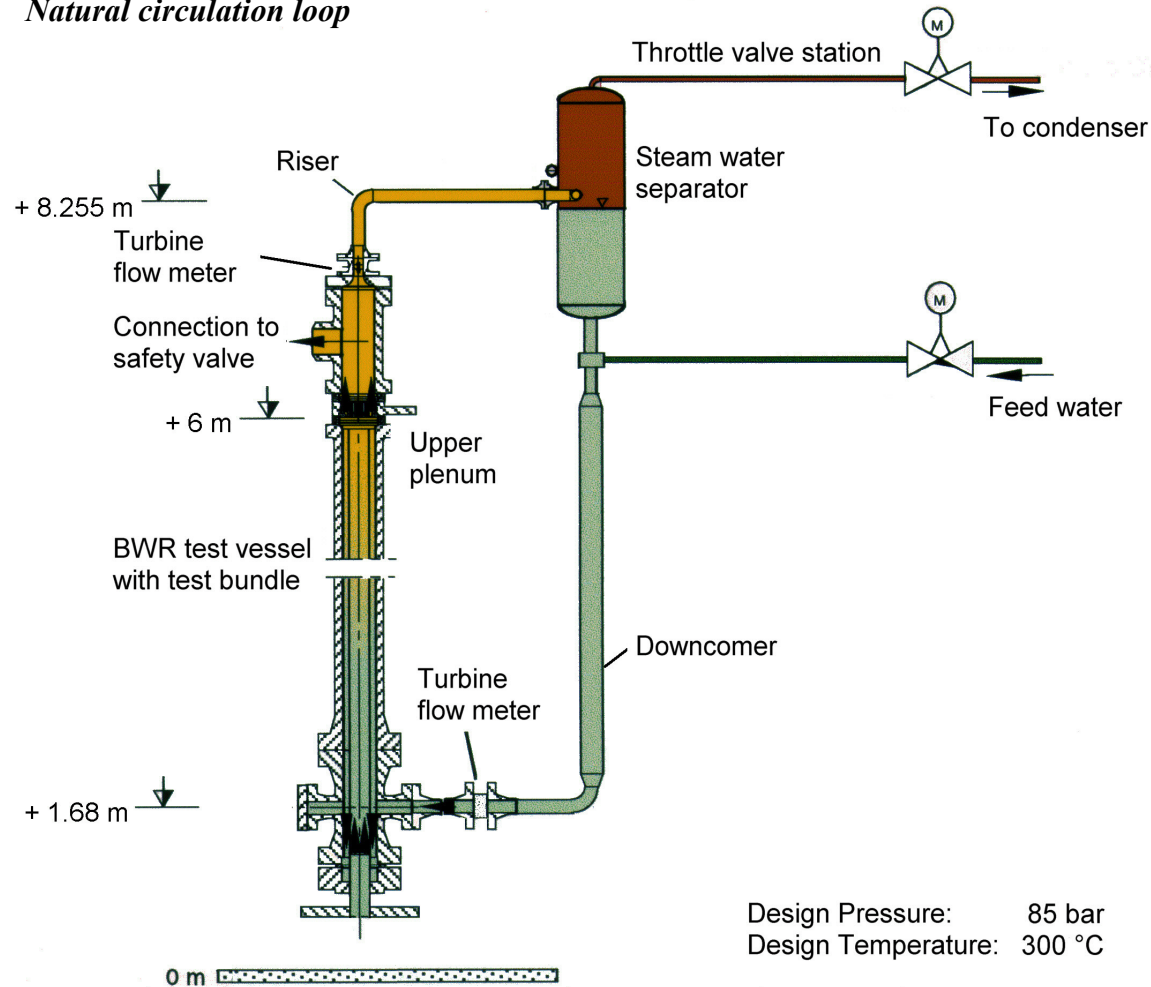 Natural circulation loop
M
Throttle valve station
To condenser
Riser
Steam water
separator
+ 8.255 m
Turbine
flow meter
M
Connection to
safety valve
Feed water
+ 6 m
Upper
plenum
BWR test vessel
with test bundle
Downcomer
Turbine
flow meter
+ 1.68 m
Design Pressure: 85 bar
Design Temperature: 300 °C
0 m